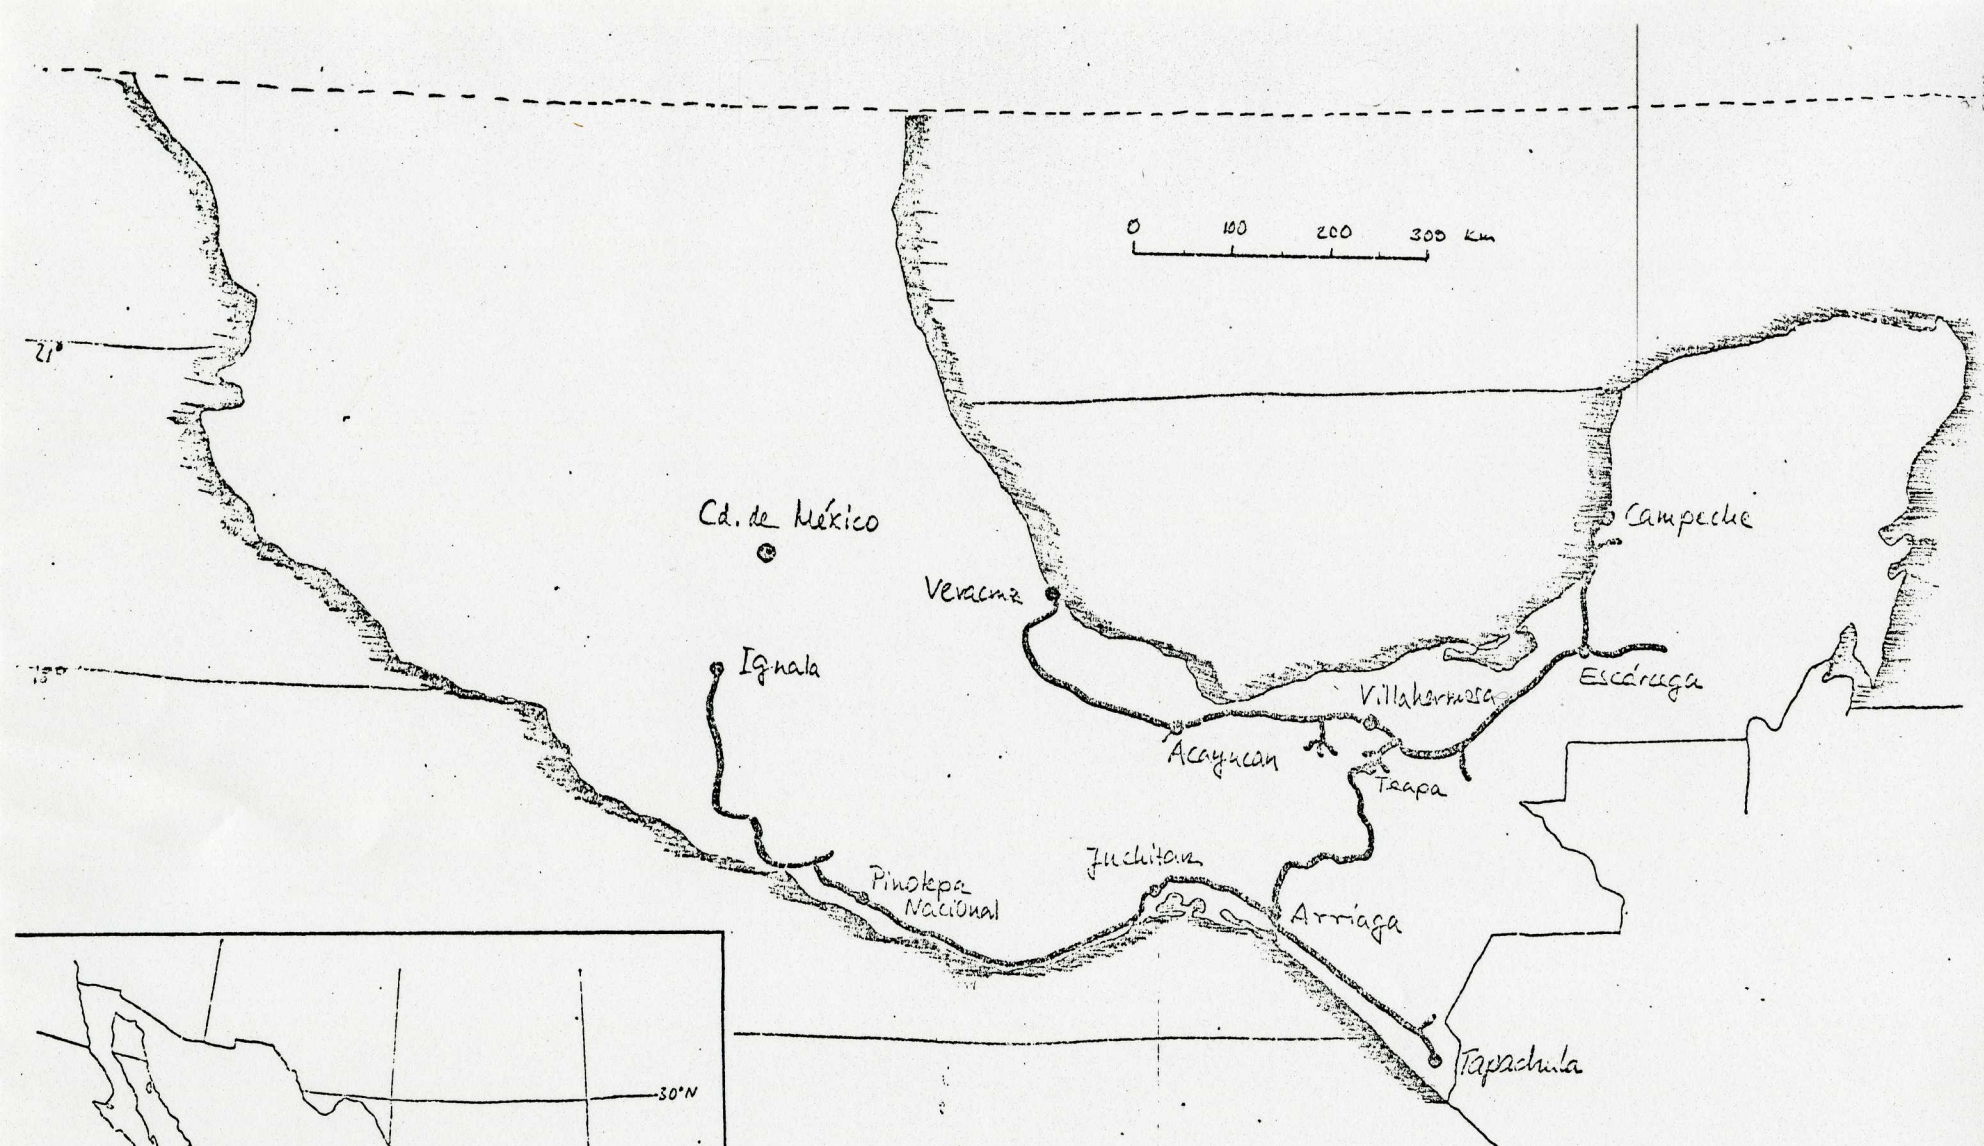 0 100 200 300 Km
21°
Cd. de México
Campeche
Veracruz
Ignala
Escáruga
Villahermosa
Acayucan
Teapa
Juchitan
Pinotepa
Nacional
Arriaga
Tapachula
30°N